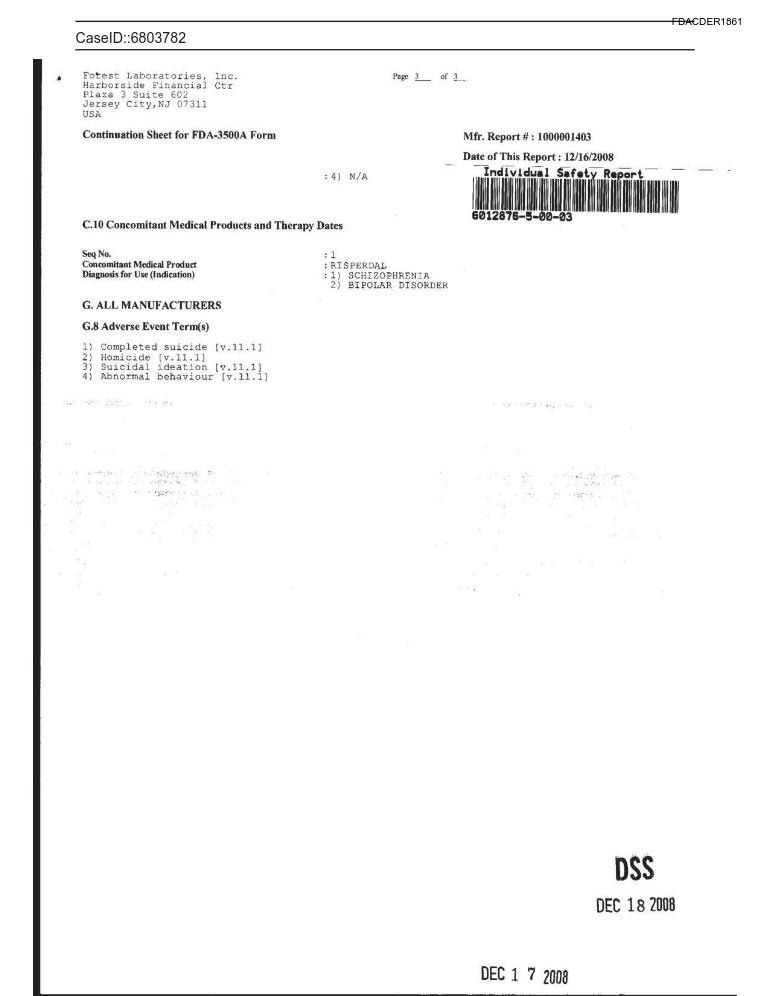 FDACDER1861
CaseID::6803782
Forest Laboratories, Inc.
Page 3 of 3
Harborside Financial Ctr
Plaza 3 Suite 602
Jersey City,NJ 07311
USA
Continuation Sheet for FDA-3500A Form
Mfr. Report # : 1000001403
Date of This Report : 12/16/2008
Individual Safety Report
: 4) N/A
6012876-5-00-03
C.10 Concomitant Medical Products and Therapy Dates
Seq No. : 1
Concomitant Medical Product : RISPERDAL
Diagnosis for Use (Indication) : 1) SCHIZOPHRENIA
2) BIPOLAR DISORDER
G. ALL MANUFACTURERS
G.8 Adverse Event Term(s)
1) Completed suicide [v.11.1]
2) Homicide [v.11.1]
3) Suicidal ideation [v.11.1]
4) Abnormal behaviour [v.11.1]
DSS
DEC 18 2008
DEC 17 2008